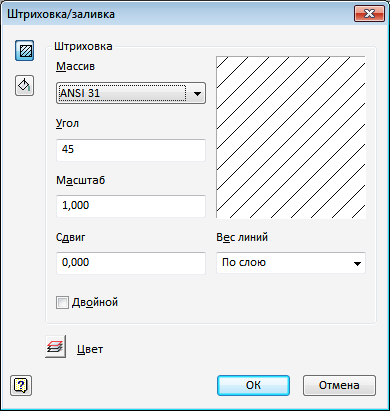 Штриховка/заливка
Штриховка
Массив
ANSI 31
Угол
45
Масштаб
1,000
Сдвиг
Вес линий
0,000
По слою
Двойной
Цвет
?
ОК
Отмена